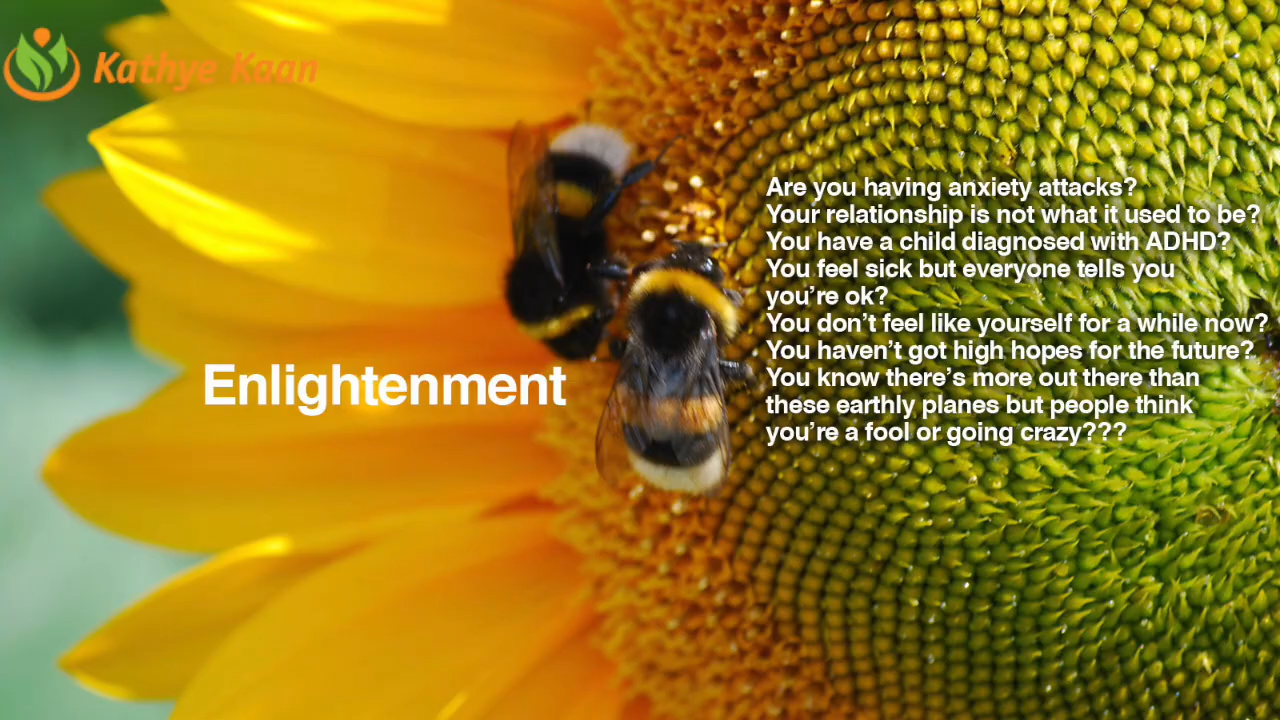 Kathye Kaan
Enlightenment
Are you having anxiety attacks?
Your relationship is not what it used to be?
You have a child diagnosed with ADHD?
You feel sick but everyone tells you
you’re ok?
You don’t feel like yourself for a while now?
You haven’t got high hopes for the future?
You know there’s more out there than
these earthly planes but people think
you’re a fool or going crazy???